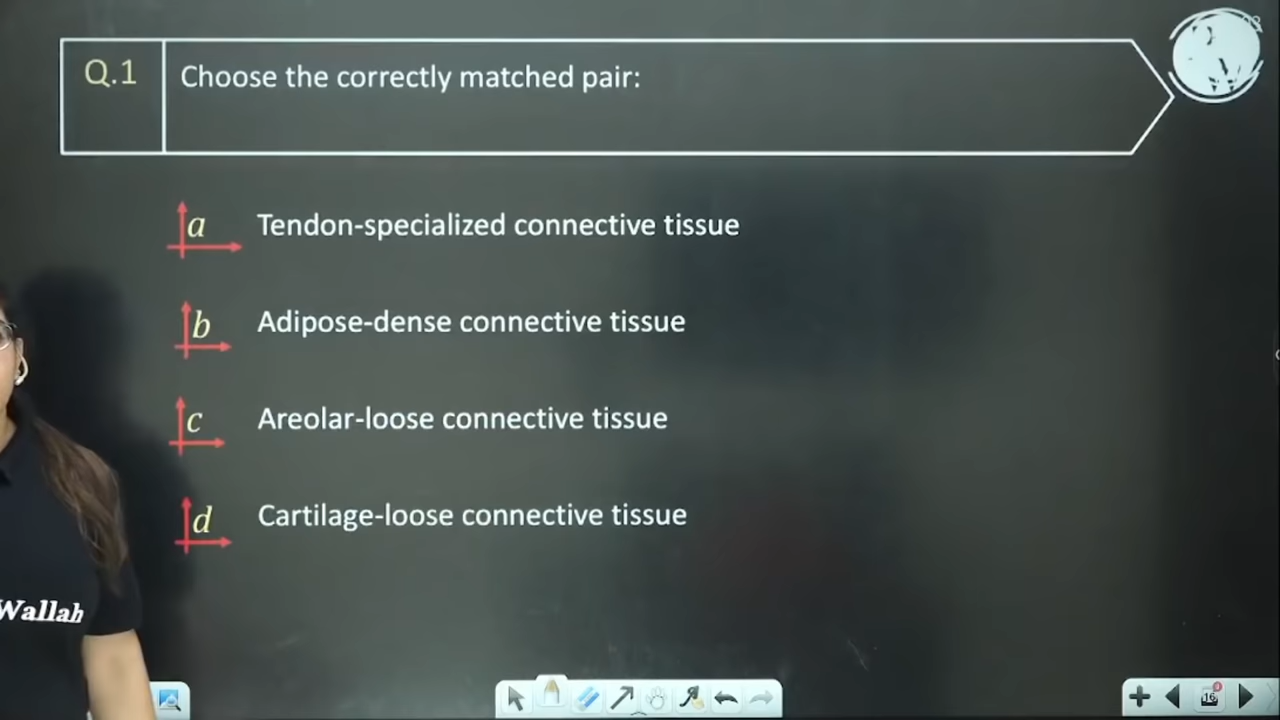 Q.1
Choose the correctly matched pair:
a Tendon-specialized connective tissue
b Adipose-dense connective tissue
c Areolar-loose connective tissue
d Cartilage-loose connective tissue
Wallah
16